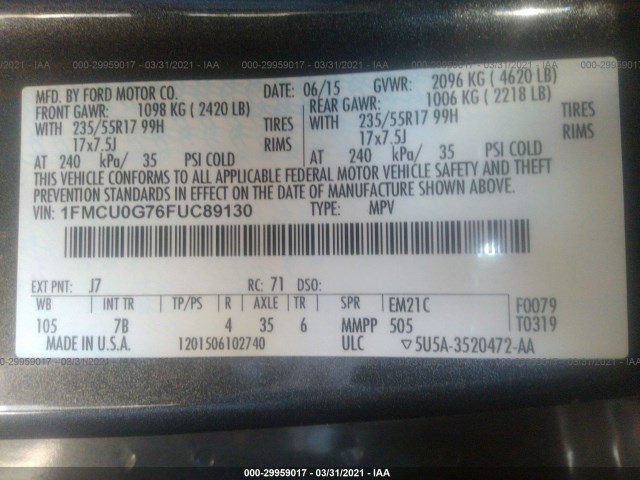 000-29959017 - 03/31/2021 - IAA
MFD. BY FORD MOTOR CO. DATE: 06/15 GVWR: 2096 KG ( 4620 LB)
FRONT GAWR: 1098 KG ( 2420 LB) REAR GAWR: 1006 KG ( 2218 LB)
WITH 235/55R17 99H TIRES WITH 235/55R17 99H TIRES
17x7.5J RIMS 17x7.5J RIMS
AT 240 kPa/ 35 PSI COLD AT 240 kPa/ 35 PSI COLD
THIS VEHICLE CONFORMS TO ALL APPLICABLE FEDERAL MOTOR VEHICLE SAFETY AND THEFT
PREVENTION STANDARDS IN EFFECT ON THE DATE OF MANUFACTURE SHOWN ABOVE.
VIN: 1FMCU0G76FUC89130 TYPE: MPV
EXT PNT: J7 RC: 71 DSO:
WB INT TR TP/PS R AXLE TR SPR EM21C F0079
105 7B 4 35 6 MMPP 505 T0319
MADE IN U.S.A. 1201506102740 ULC ▽5U5A-3520472-AA
000-29959017 - 03/31/2021 - IAA